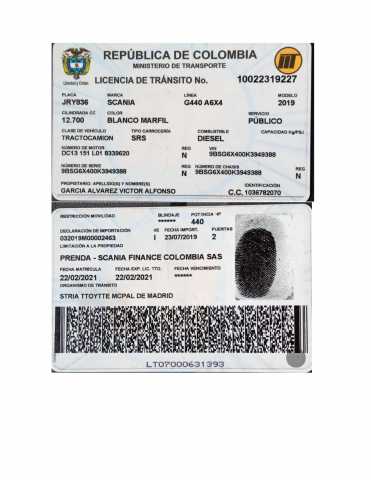 REPÚBLICA DE COLOMBIA
MINISTERIO DE TRANSPORTE
Libertad y Orden
LICENCIA DE TRÁNSITO No. 10022319227
PLACA MARCA LÍNEA MODELO
JRY836 SCANIA G440 A6X4 2019
CILINDRADA CC COLOR SERVICIO
12.700 BLANCO MARFIL PÚBLICO
CLASE DE VEHÍCULO TIPO CARROCERÍA COMBUSTIBLE CAPACIDAD Kg/PSJ
TRACTOCAMION SRS DIESEL
NÚMERO DE MOTOR REG VIN
DC13 151 L01 8339620 N 9BSG6X400K3949388
NÚMERO DE SERIE REG NÚMERO DE CHASIS REG
9BSG6X400K3949388 N 9BSG6X400K3949388 N
PROPIETARIO: APELLIDO(S) Y NOMBRE(S) IDENTIFICACIÓN
GARCIA ALVAREZ VICTOR ALFONSO C.C. 1036782070
RESTRICCIÓN MOVILIDAD BLINDAJE POTENCIA HP
****** 440
DECLARACIÓN DE IMPORTACIÓN I/E FECHA IMPORT. PUERTAS
032019M00002463 I 23/07/2019 2
LIMITACIÓN A LA PROPIEDAD
PRENDA - SCANIA FINANCE COLOMBIA SAS
FECHA MATRICULA FECHA EXP. LIC. TTO. FECHA VENCIMIENTO
22/02/2021 22/02/2021 ******
ORGANISMO DE TRÁNSITO
STRIA TTOYTTE MCPAL DE MADRID
LT07000631393